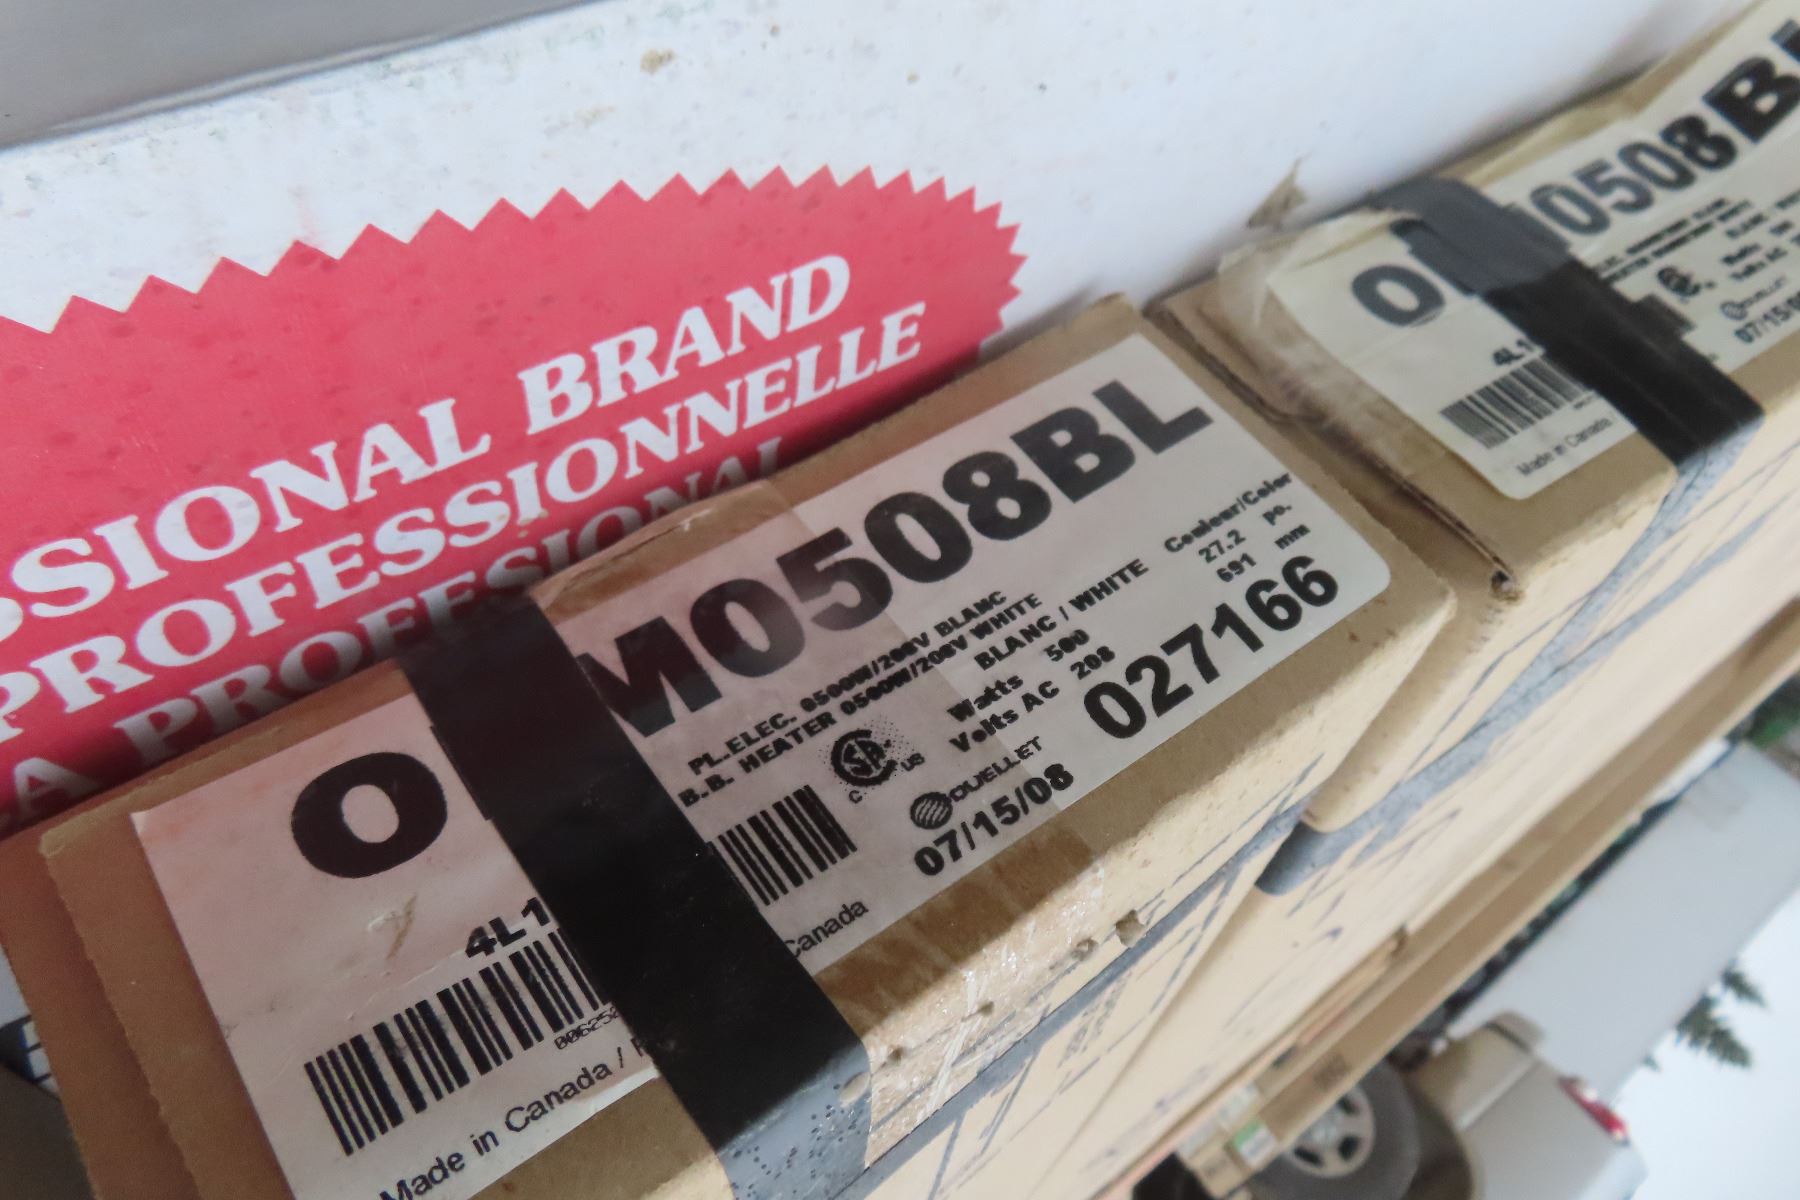 SSIONAL BRAND
PROFESSIONNELLE
A PROFESSIONAL
M0508BL
PL.ELEC. 0500W/208V BLANC
B.B. HEATER 0500W/208V WHITE
BLANC / WHITE Couleur/Color
Watts 500 27.2 po.
Volts AC 208 691 mm
C US
OUELLET
027166
07/15/08
O
4L1
Made in Canada /
Canada
O
0508BL
4L1
Made in Canada
07/15/0